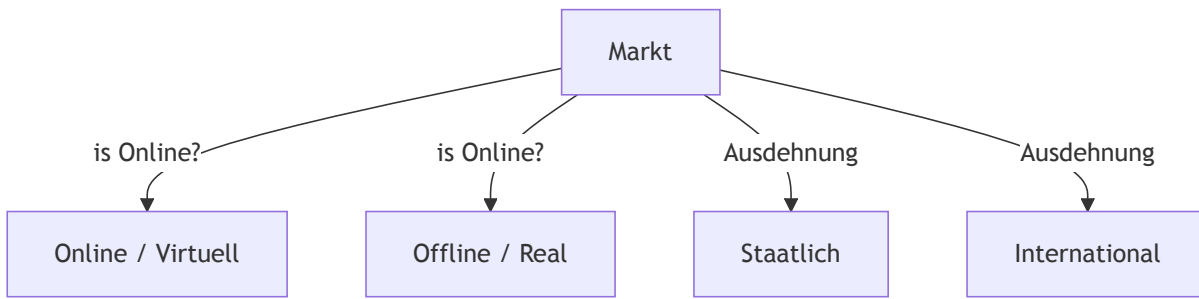 Markt
is Online?
is Online?
Ausdehnung
Ausdehnung
Online / Virtuell
Offline / Real
Staatlich
International